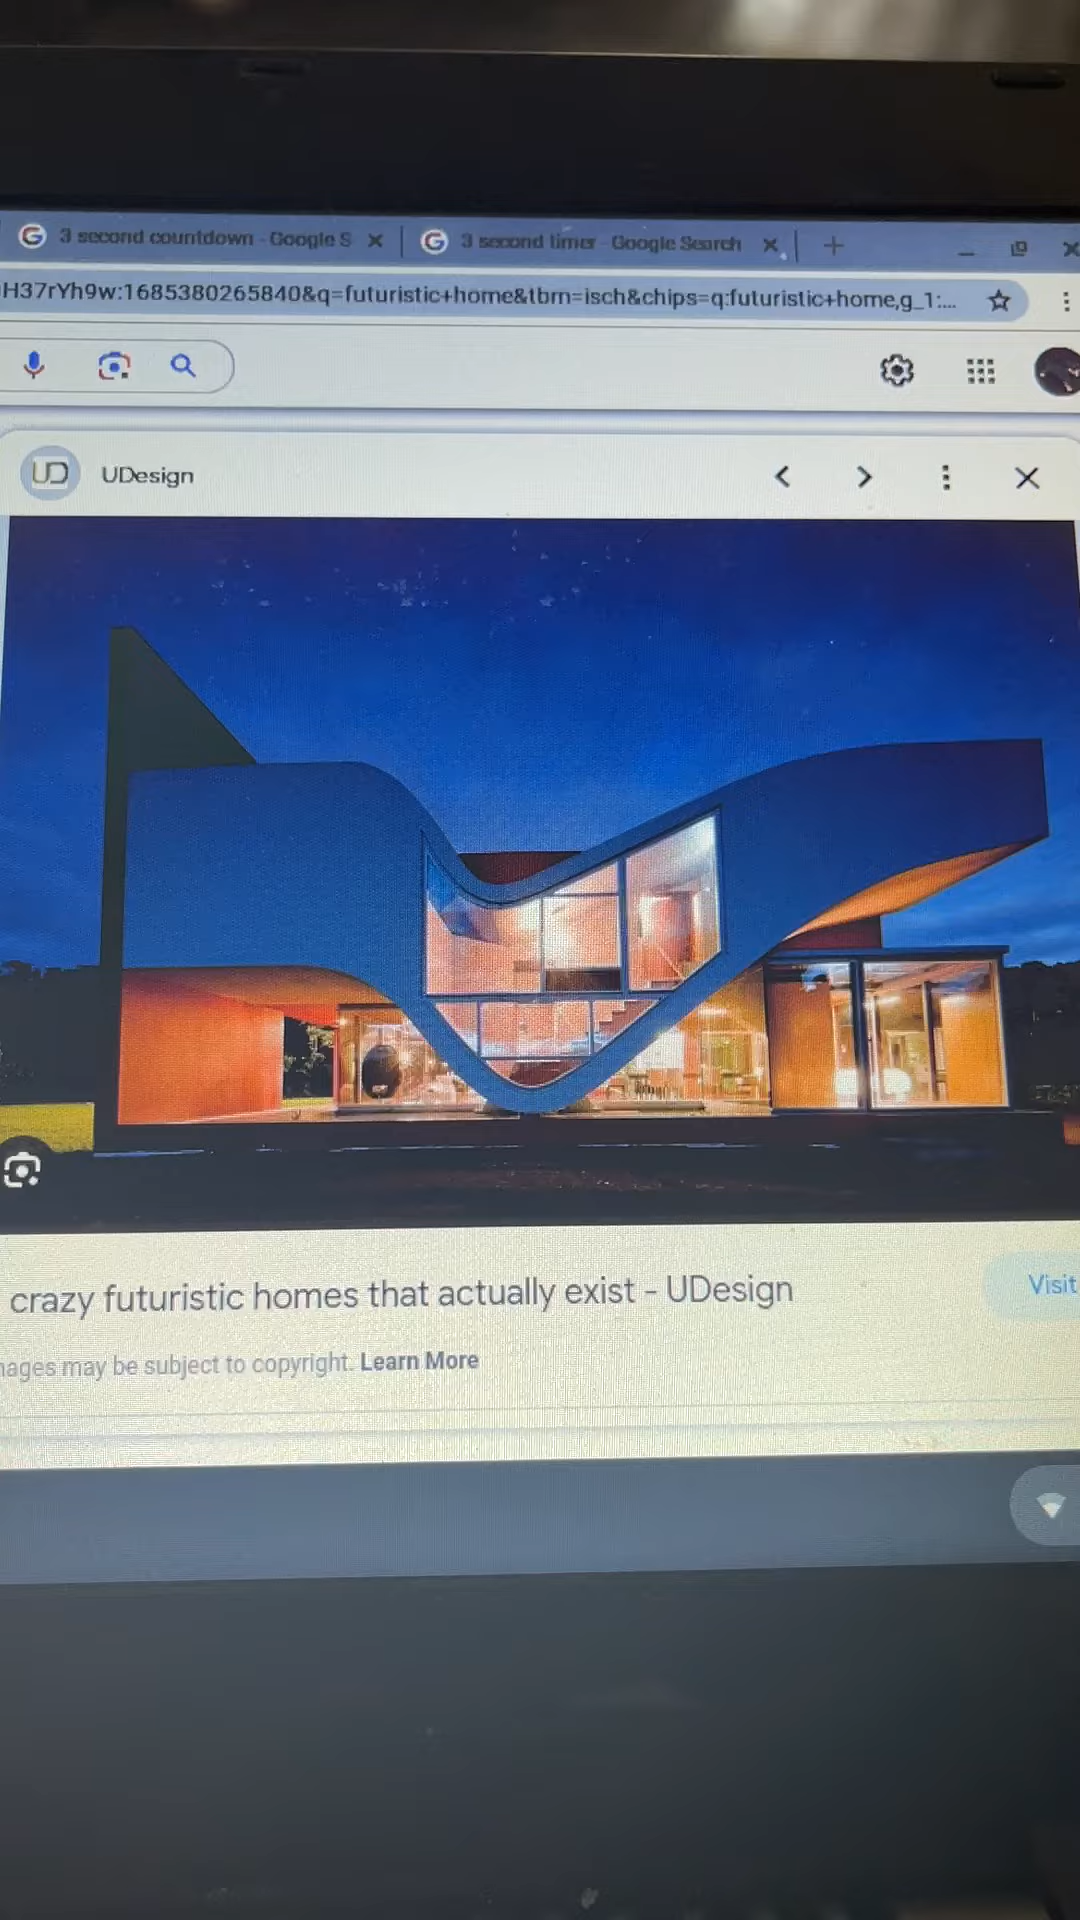 3 second countdown - Google S
3 second timer - Google Search
H37rYh9w:1685380265840&q=futuristic+home&tbm=isch&chips=q:futuristic+home,g_1:...
UD UDesign
crazy futuristic homes that actually exist - UDesign
Visit
mages may be subject to copyright. Learn More